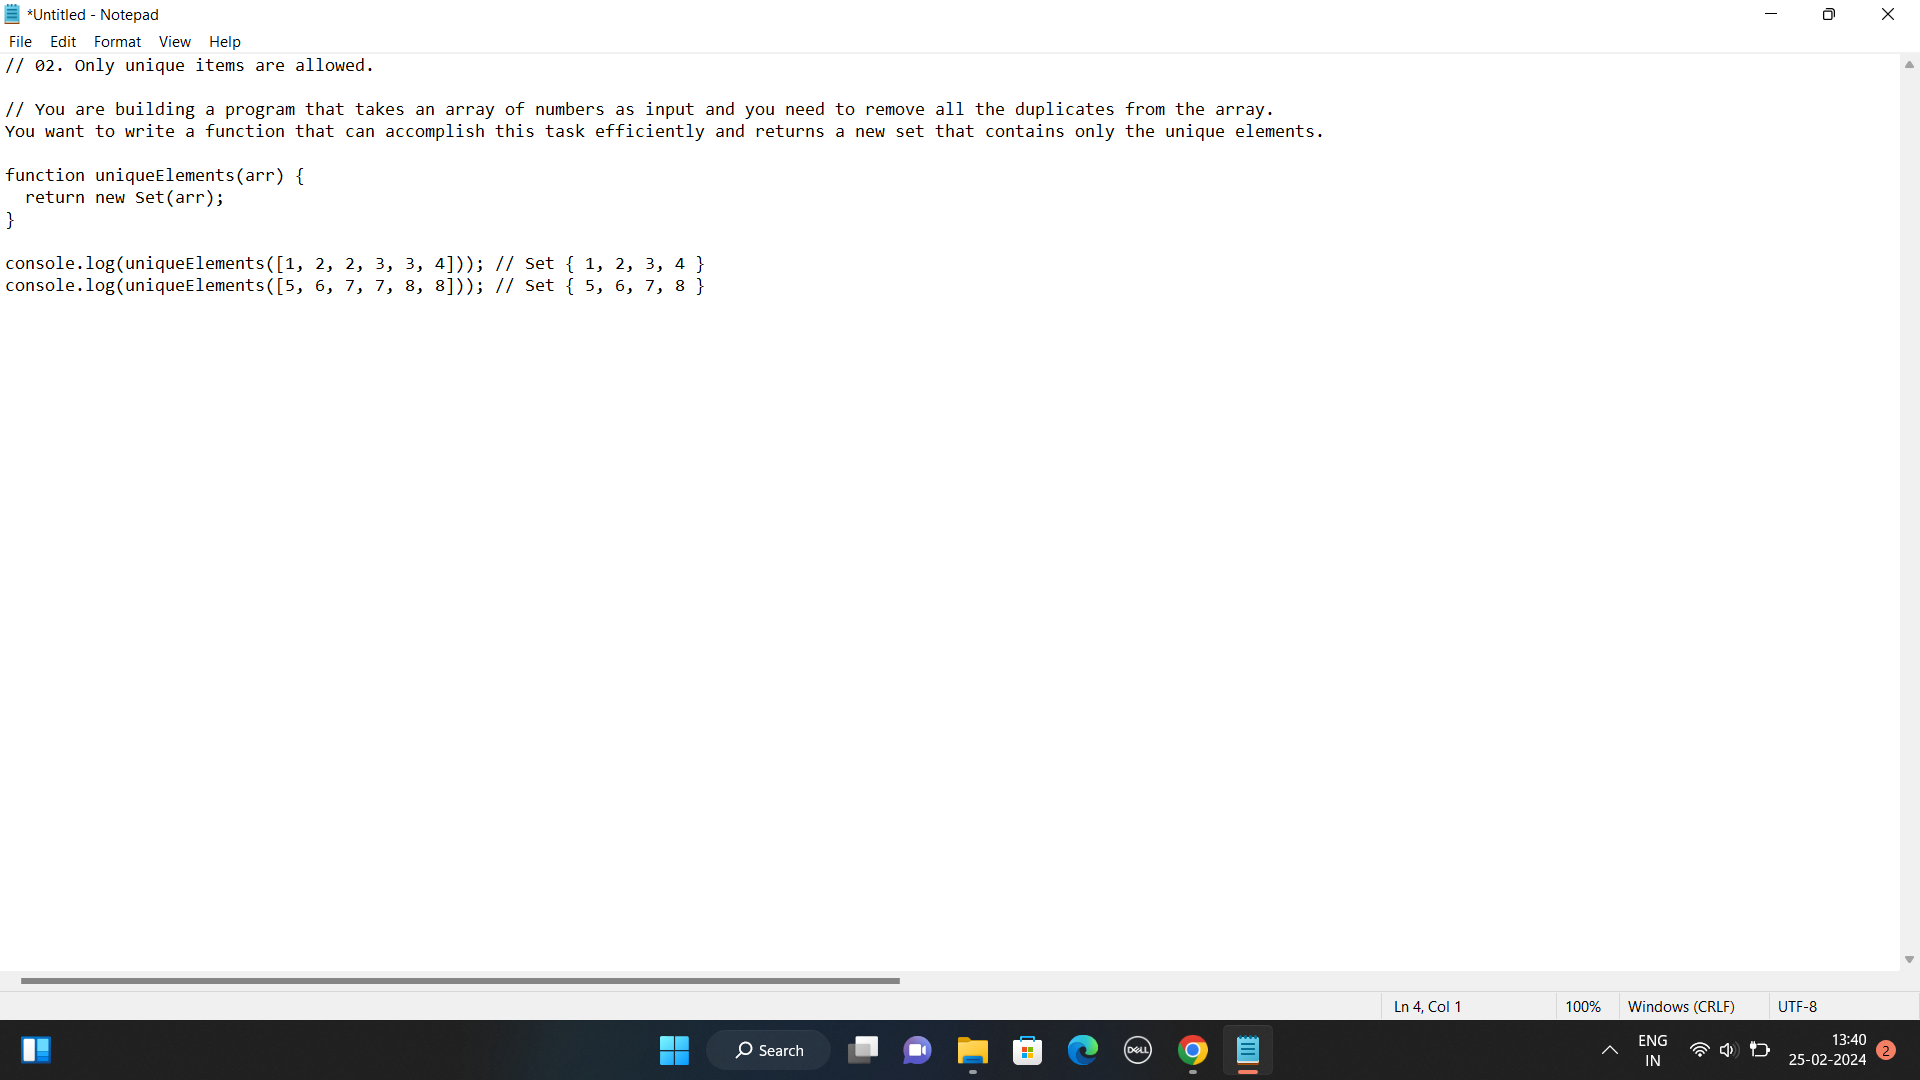 *Untitled - Notepad
File Edit Format View Help
// 02. Only unique items are allowed.
// You are building a program that takes an array of numbers as input and you need to remove all the duplicates from the array.
You want to write a function that can accomplish this task efficiently and returns a new set that contains only the unique elements.
function uniqueElements(arr) {
  return new Set(arr);
}
console.log(uniqueElements([1, 2, 2, 3, 3, 4])); // Set { 1, 2, 3, 4 }
console.log(uniqueElements([5, 6, 7, 7, 8, 8])); // Set { 5, 6, 7, 8 }
Ln 4, Col 1 100% Windows (CRLF) UTF-8
Search
DELL
ENG
IN
13:40
25-02-2024
2